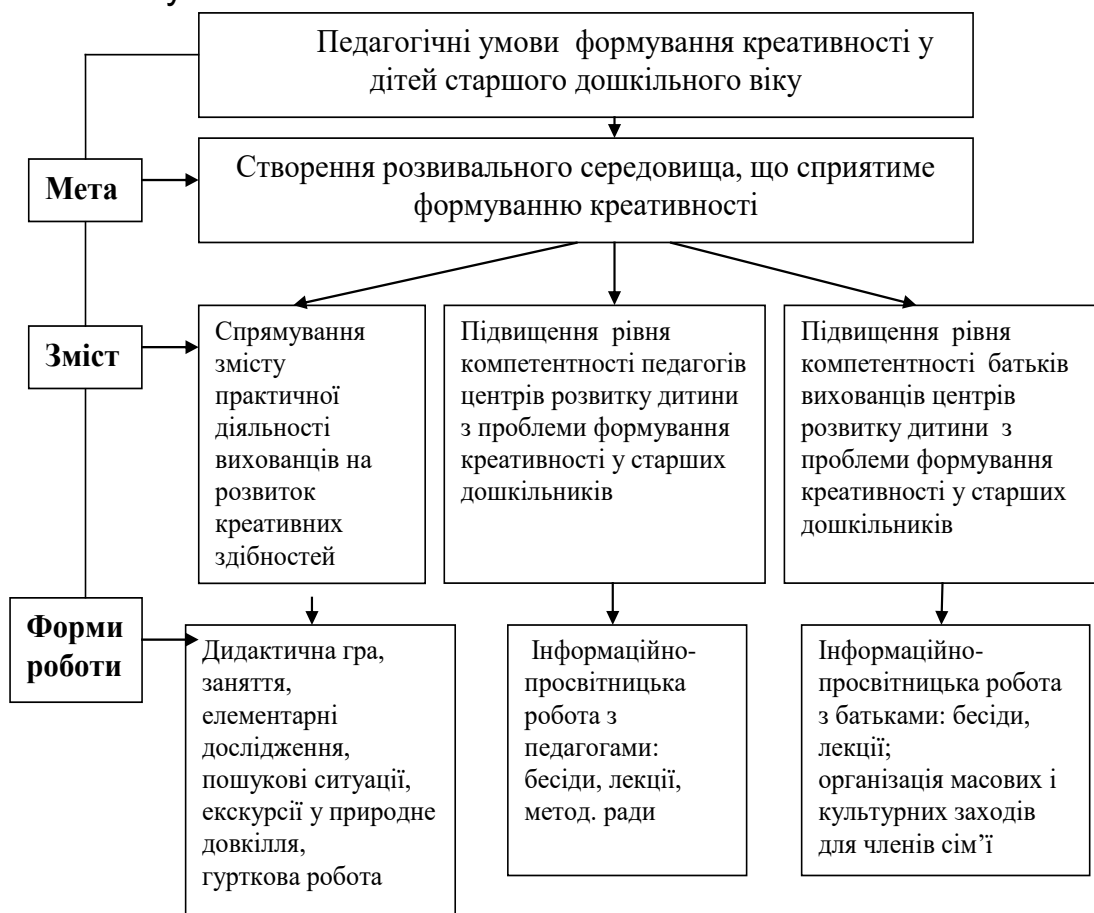 у
Педагогічні умови формування креативності у
дітей старшого дошкільного віку
Мета
Створення розвивального середовища, що сприятиме
формуванню креативності
Зміст
Спрямування
змісту
практичної
діяльності
вихованців на
розвиток
креативних
здібностей
Підвищення рівня
компетентності педагогів
центрів розвитку дитини
з проблеми формування
креативності у старших
дошкільників
Підвищення рівня
компетентності батьків
вихованців центрів
розвитку дитини з
проблеми формування
креативності у старших
дошкільників
Форми
роботи
Дидактична гра,
заняття,
елементарні
дослідження,
пошукові ситуації,
екскурсії у природне
довкілля,
гурткова робота
Інформаційно-
просвітницька
робота з
педагогами:
бесіди, лекції,
метод. ради
Інформаційно-
просвітницька робота
з батьками: бесіди,
лекції;
організація масових і
культурних заходів
для членів сім’ї